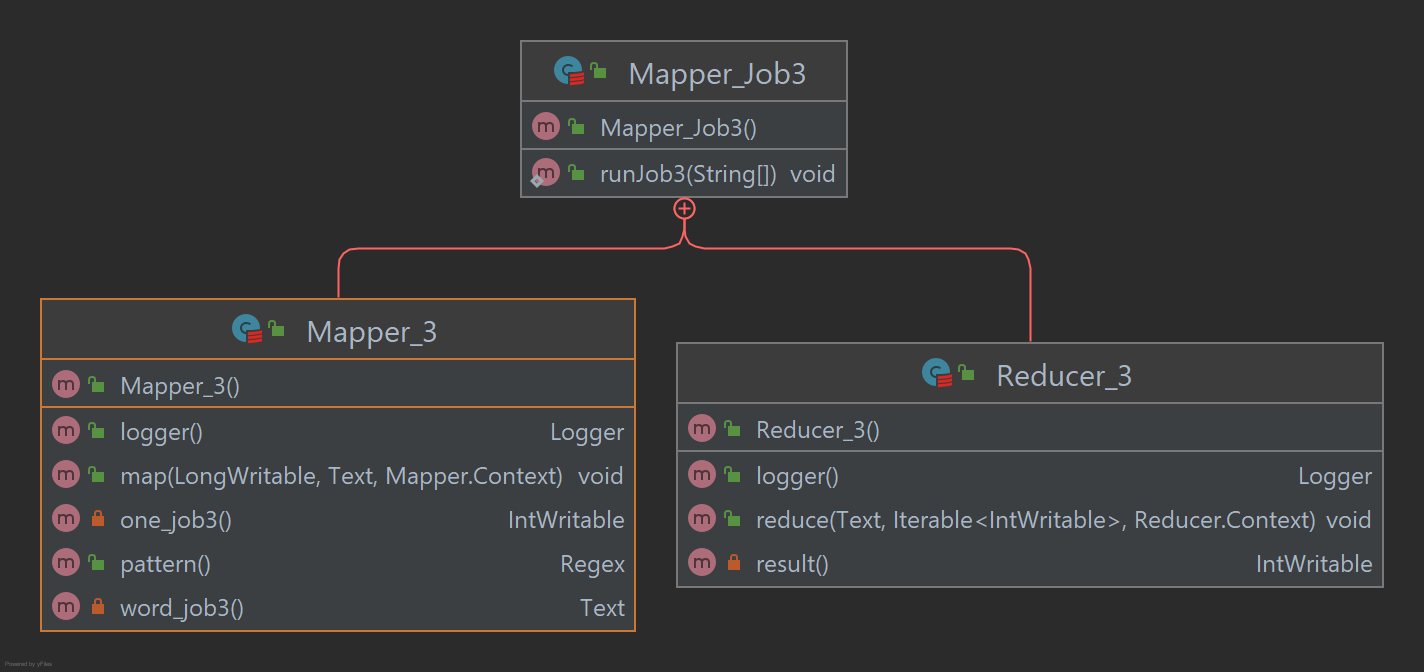 Mapper_Job3
Mapper_Job3()
runJob3(String[]) void
Mapper_3
Mapper_3()
logger() Logger
map(LongWritable, Text, Mapper.Context) void
one_job3() IntWritable
pattern() Regex
word_job3() Text
Reducer_3
Reducer_3()
logger() Logger
reduce(Text, Iterable<IntWritable>, Reducer.Context) void
result() IntWritable
Powered by yFiles